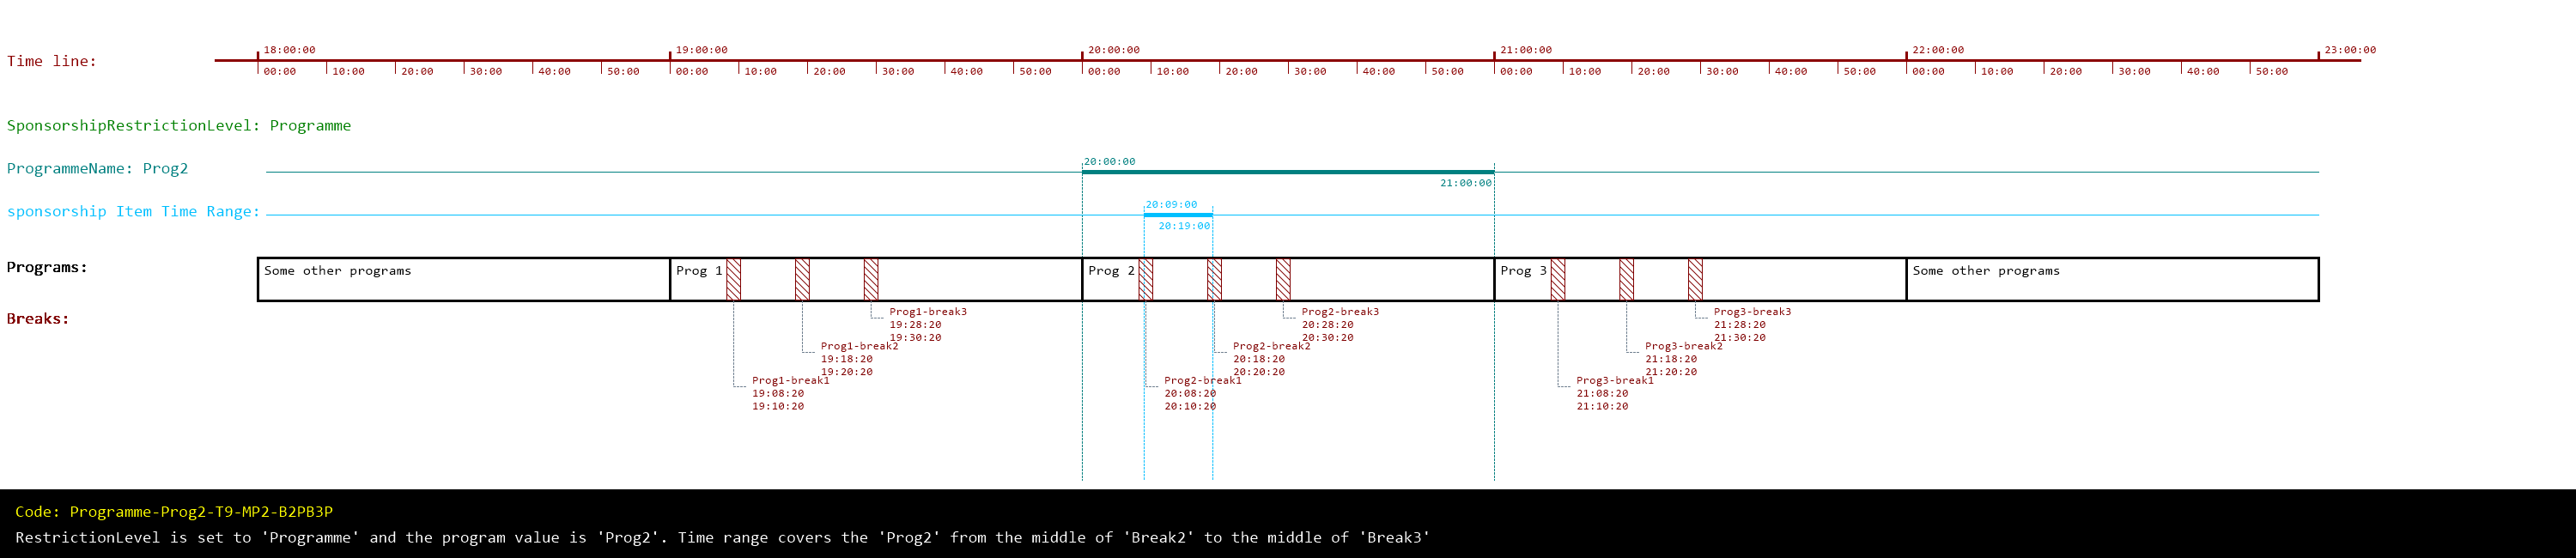 18:00:00 19:00:00 20:00:00 21:00:00 22:00:00 23:00:00
Time line:
00:00 10:00 20:00 30:00 40:00 50:00 00:00 10:00 20:00 30:00 40:00 50:00 00:00 10:00 20:00 30:00 40:00 50:00 00:00 10:00 20:00 30:00 40:00 50:00 00:00 10:00 20:00 30:00 40:00 50:00
SponsorshipRestrictionLevel: Programme
20:00:00
ProgrammeName: Prog2
21:00:00
20:09:00
sponsorship Item Time Range:
20:19:00
Programs:
Some other programs
Prog 1
Prog 2
Prog 3
Some other programs
Breaks:
Prog1-break3
19:28:20
19:30:20
Prog1-break2
19:18:20
19:20:20
Prog1-break1
19:08:20
19:10:20
Prog2-break3
20:28:20
20:30:20
Prog2-break2
20:18:20
20:20:20
Prog2-break1
20:08:20
20:10:20
Prog3-break3
21:28:20
21:30:20
Prog3-break2
21:18:20
21:20:20
Prog3-break1
21:08:20
21:10:20
Code: Programme-Prog2-T9-MP2-B2PB3P
RestrictionLevel is set to 'Programme' and the program value is 'Prog2'. Time range covers the 'Prog2' from the middle of 'Break2' to the middle of 'Break3'